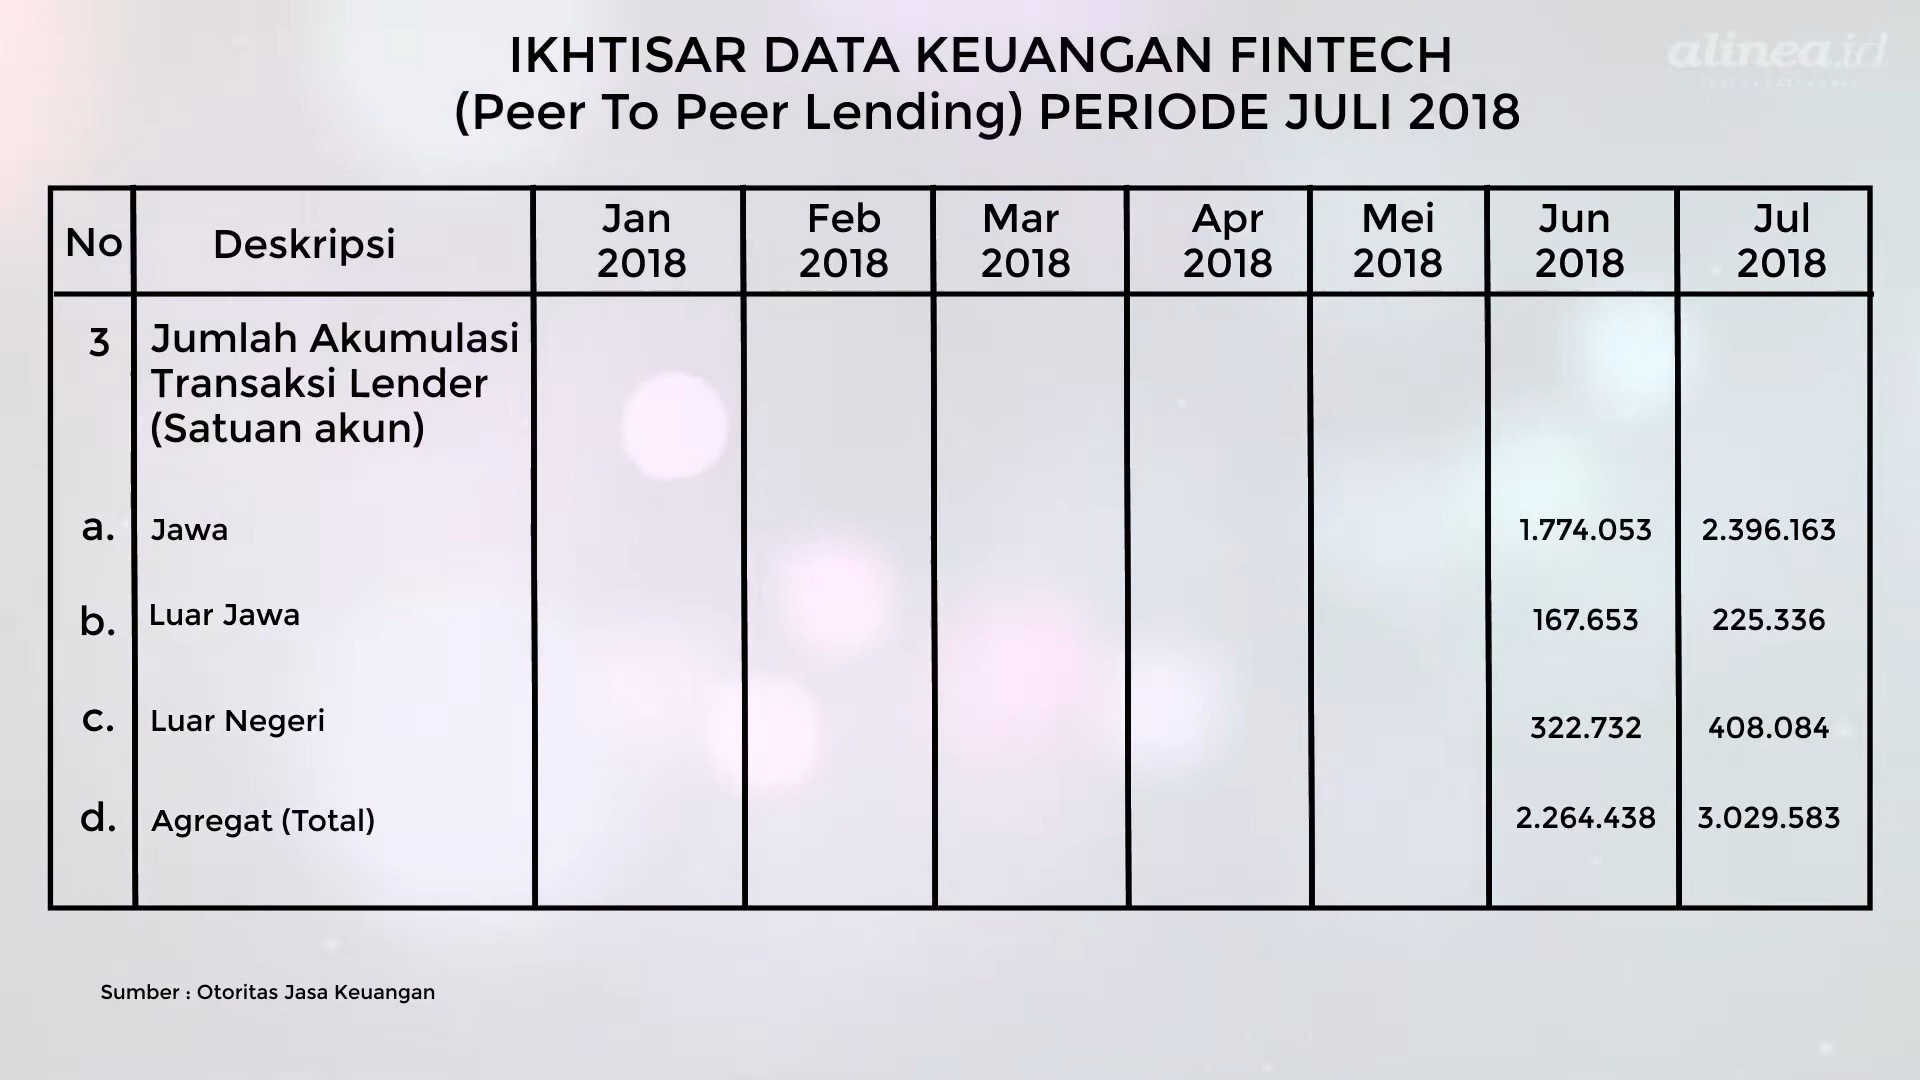 IKHTISAR DATA KEUANGAN FINTECH
(Peer To Peer Lending) PERIODE JULI 2018
alinea.id
No Deskripsi Jan 2018 Feb 2018 Mar 2018 Apr 2018 Mei 2018 Jun 2018 Jul 2018
3 Jumlah Akumulasi
Transaksi Lender
(Satuan akun)
a. Jawa 1.774.053 2.396.163
b. Luar Jawa 167.653 225.336
c. Luar Negeri 322.732 408.084
d. Agregat (Total) 2.264.438 3.029.583
Sumber : Otoritas Jasa Keuangan